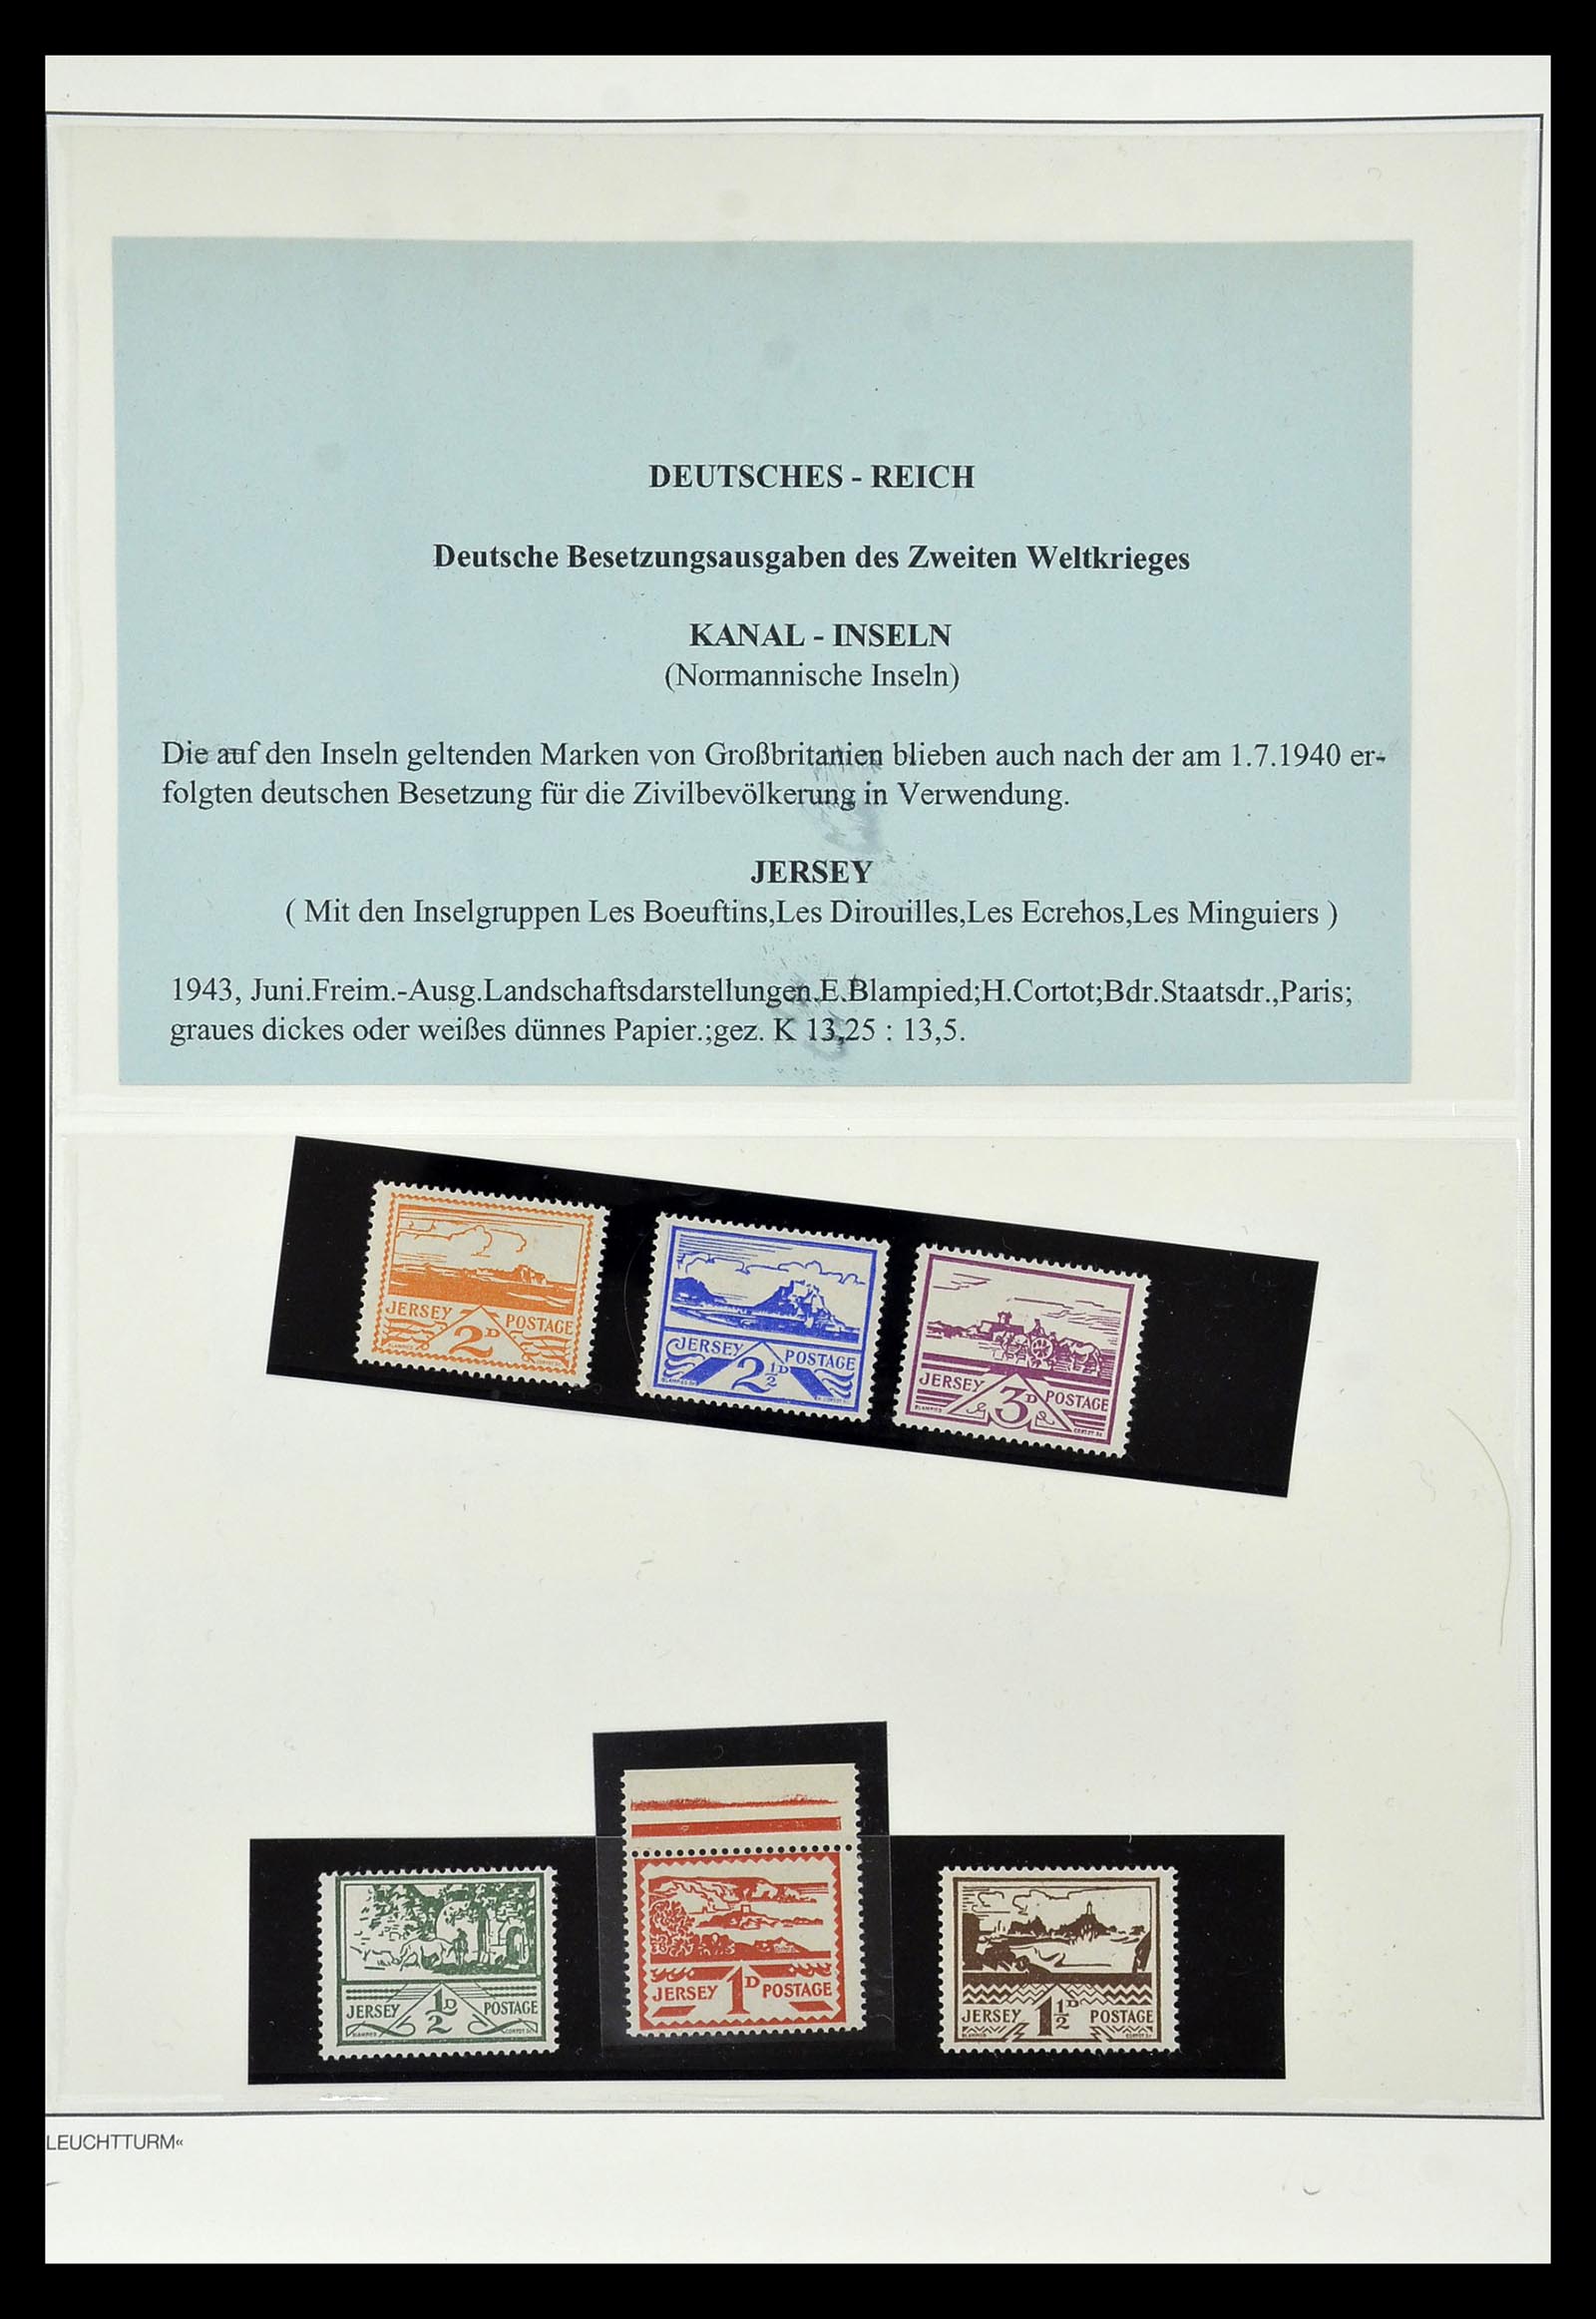 DEUTSCHES - REICH
Deutsche Besetzungsausgaben des Zweiten Weltkrieges
KANAL - INSELN
(Normannische Inseln)
Die auf den Inseln geltenden Marken von Großbritanien blieben auch nach der am 1.7.1940 er-
folgten deutschen Besetzung für die Zivilbevölkerung in Verwendung.
JERSEY
( Mit den Inselgruppen Les Boeuftins,Les Dirouilles,Les Ecrehos,Les Minguiers )
1943, Juni.Freim.-Ausg.Landschaftsdarstellungen.E.Blampied;H.Cortot;Bdr.Staatsdr.,Paris;
graues dickes oder weißes dünnes Papier.;gez. K 13,25 : 13,5.
JERSEY 2D POSTAGE
JERSEY 2½D POSTAGE
JERSEY 3D POSTAGE
JERSEY ½D POSTAGE
JERSEY 1D POSTAGE
JERSEY 1½D POSTAGE
LEUCHTTURM«